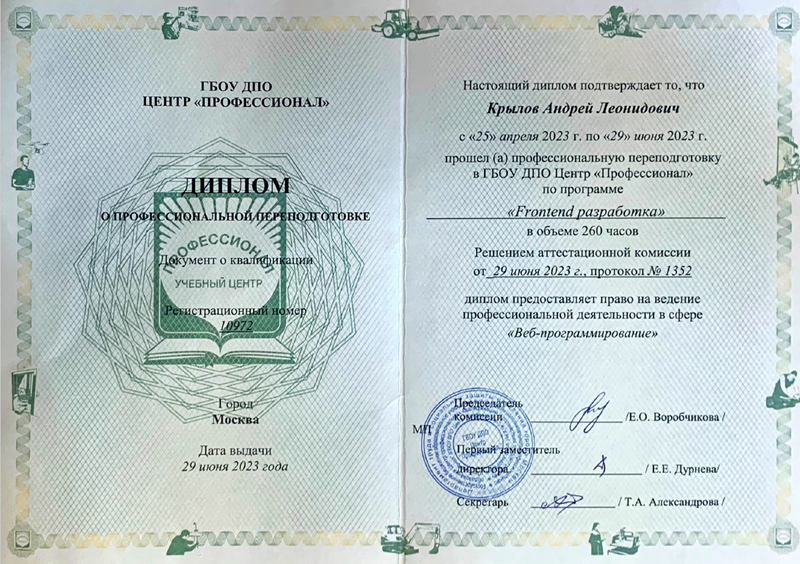 ГБОУ ДПО
ЦЕНТР «ПРОФЕССИОНАЛ»
ДИПЛОМ
О ПРОФЕССИОНАЛЬНОЙ ПЕРЕПОДГОТОВКЕ
ПРОФЕССИОНАЛ
Документ о квалификации
УЧЕБНЫЙ ЦЕНТР
Регистрационный номер
10972
Город
Москва
Дата выдачи
29 июня 2023 года
Настоящий диплом подтверждает то, что
Крылов Андрей Леонидович
с «25» апреля 2023 г. по «29» июня 2023 г.
прошел (а) профессиональную переподготовку
в ГБОУ ДПО Центр «Профессионал»
по программе
«Frontend разработка»
в объеме 260 часов
Решением аттестационной комиссии
от 29 июня 2023 г., протокол № 1352
диплом предоставляет право на ведение
профессиональной деятельности в сфере
«Веб-программирование»
Председатель
комиссии /Е.О. Воробчикова /
МП
ГБОУ ДПО
Центр
Первый заместитель
директора / Е.Е. Дурнева/
Секретарь / Т.А. Александрова /